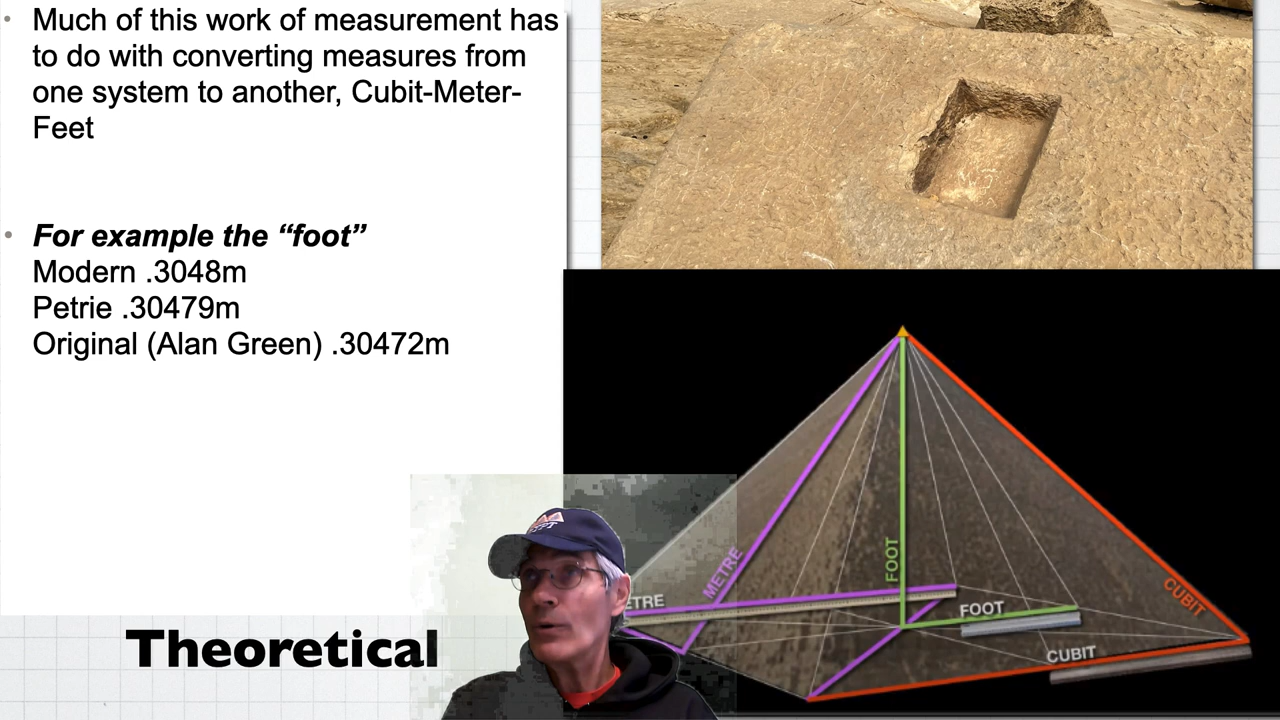 Much of this work of measurement has
to do with converting measures from
one system to another, Cubit-Meter-
Feet
For example the “foot”
Modern .3048m
Petrie .30479m
Original (Alan Green) .30472m
METRE
FOOT
CUBIT
ETRE
FOOT
CUBIT
Theoretical